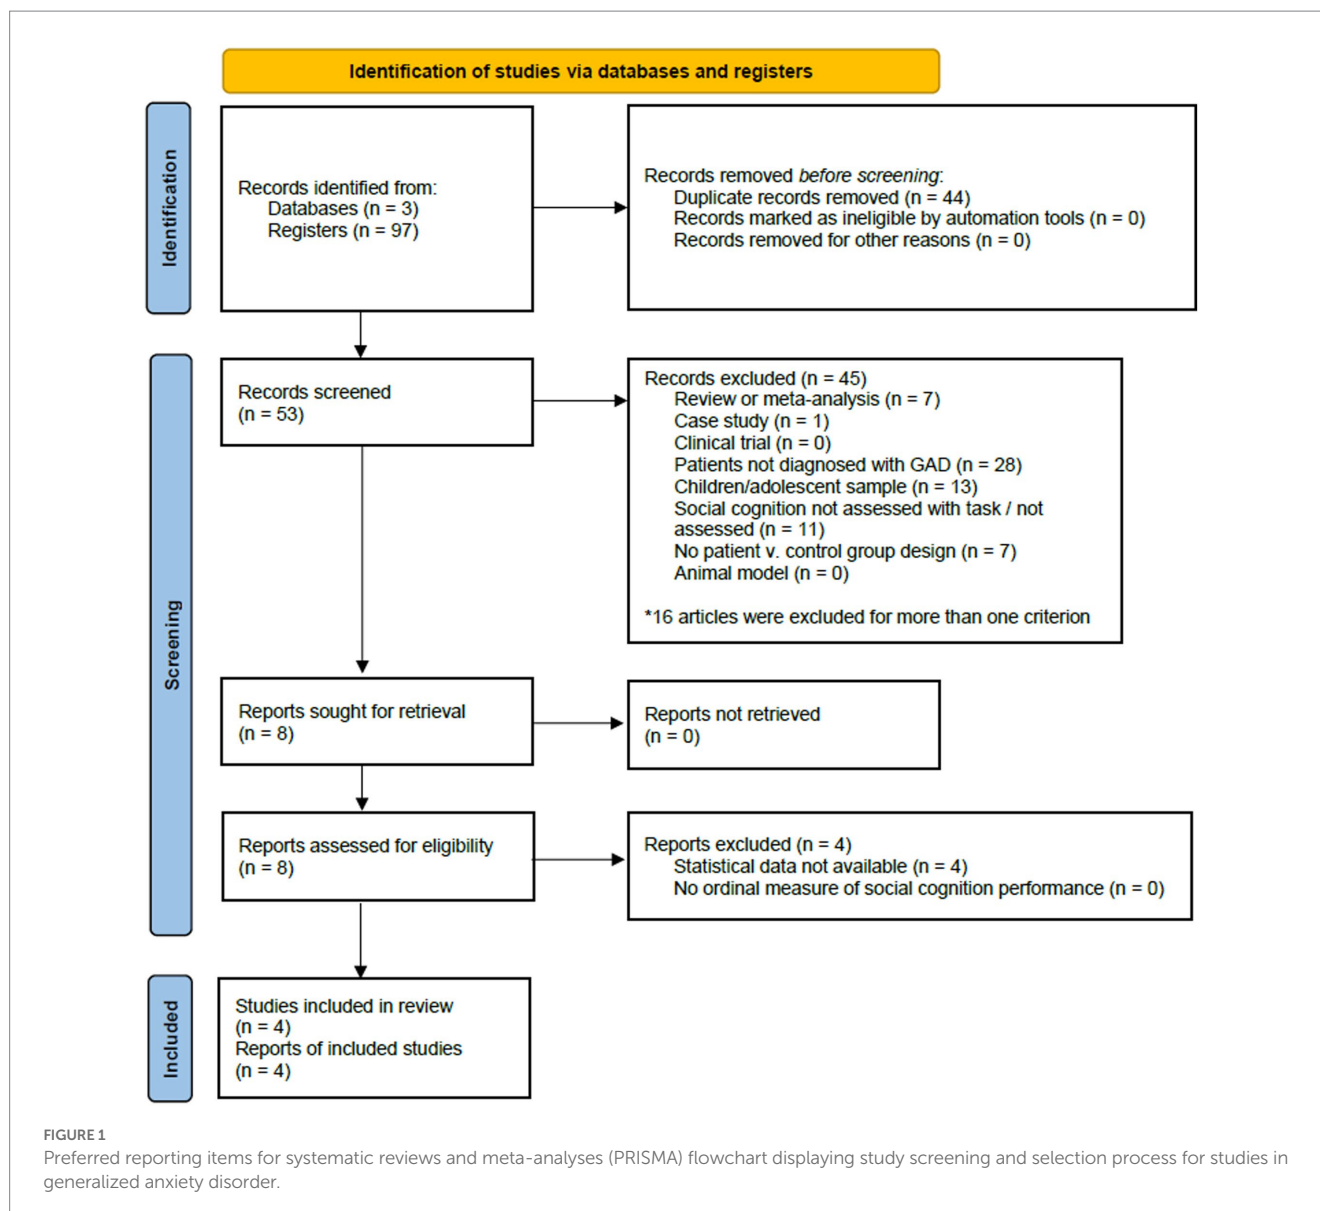 Identification of studies via databases and registers
Identification
Records identified from:
Databases (n = 3)
Registers (n = 97)
Records removed before screening:
Duplicate records removed (n = 44)
Records marked as ineligible by automation tools (n = 0)
Records removed for other reasons (n = 0)
Screening
Records screened
(n = 53)
Records excluded (n = 45)
Review or meta-analysis (n = 7)
Case study (n = 1)
Clinical trial (n = 0)
Patients not diagnosed with GAD (n = 28)
Children/adolescent sample (n = 13)
Social cognition not assessed with task / not
assessed (n = 11)
No patient v. control group design (n = 7)
Animal model (n = 0)
*16 articles were excluded for more than one criterion
Reports sought for retrieval
(n = 8)
Reports not retrieved
(n = 0)
Reports assessed for eligibility
(n = 8)
Reports excluded (n = 4)
Statistical data not available (n = 4)
No ordinal measure of social cognition performance (n = 0)
Included
Studies included in review
(n = 4)
Reports of included studies
(n = 4)
FIGURE 1
Preferred reporting items for systematic reviews and meta-analyses (PRISMA) flowchart displaying study screening and selection process for studies in
generalized anxiety disorder.